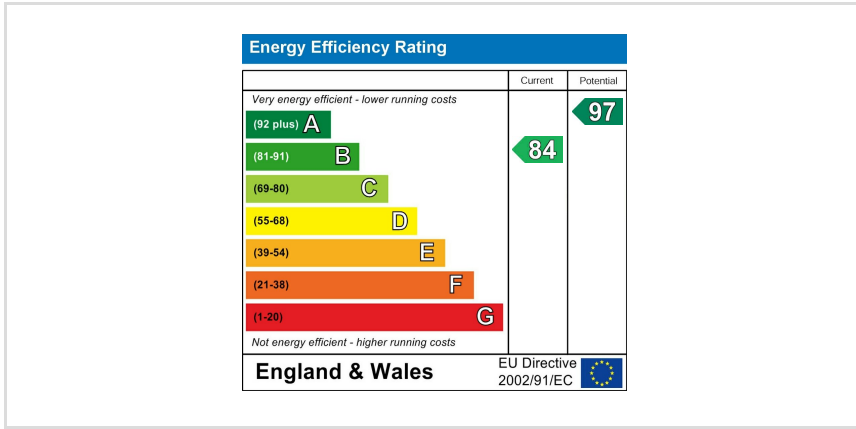 Energy Efficiency Rating
Current Potential
Very energy efficient - lower running costs
(92 plus) A
97
(81-91) B
84
(69-80) C
(55-68) D
(39-54) E
(21-38) F
(1-20) G
Not energy efficient - higher running costs
England & Wales
EU Directive
2002/91/EC